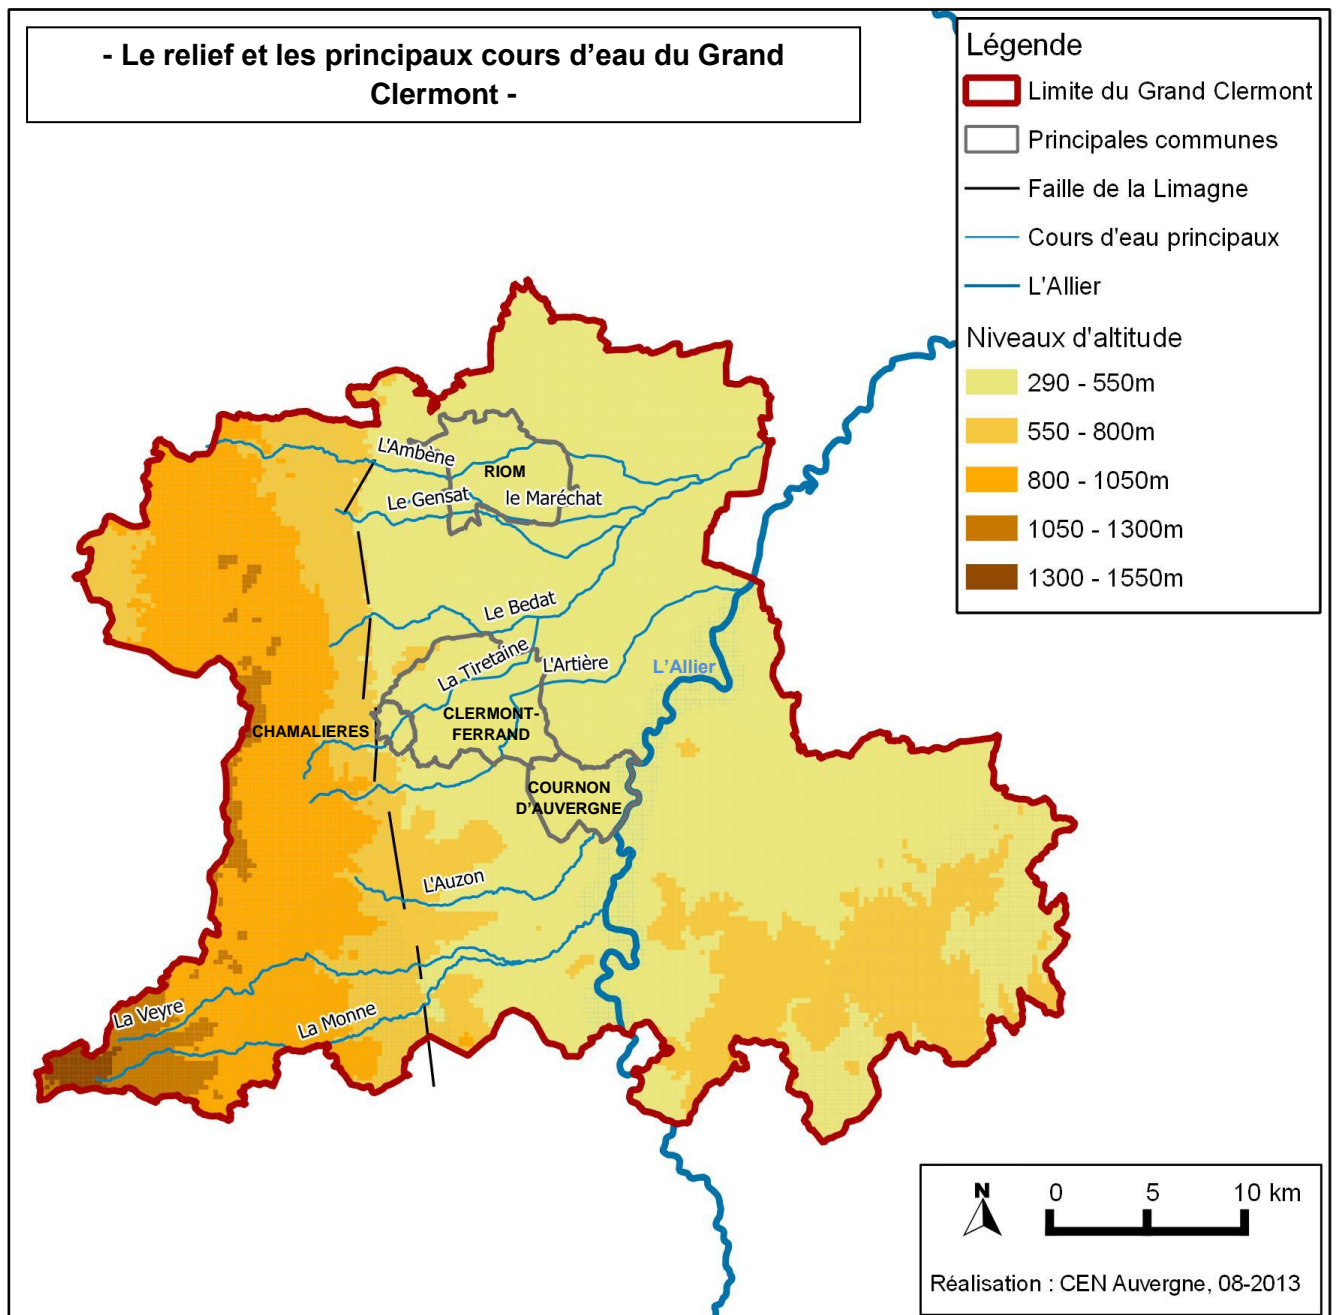 - Le relief et les principaux cours d'eau du Grand
Clermont -
Légende
Limite du Grand Clermont
Principales communes
Faille de la Limagne
Cours d'eau principaux
L'Allier
Niveaux d'altitude
290 - 550m
550 - 800m
800 - 1050m
1050 - 1300m
1300 - 1550m
L'Ambène
RIOM
Le Gensat
le Maréchat
Le Bedat
La Tiretaine
L'Artière
L'Allier
CHAMALIERES
CLERMONT-
FERRAND
COURNON
D'AUVERGNE
L'Auzon
La Veyre
La Monne
N
0 5 10 km
Réalisation : CEN Auvergne, 08-2013